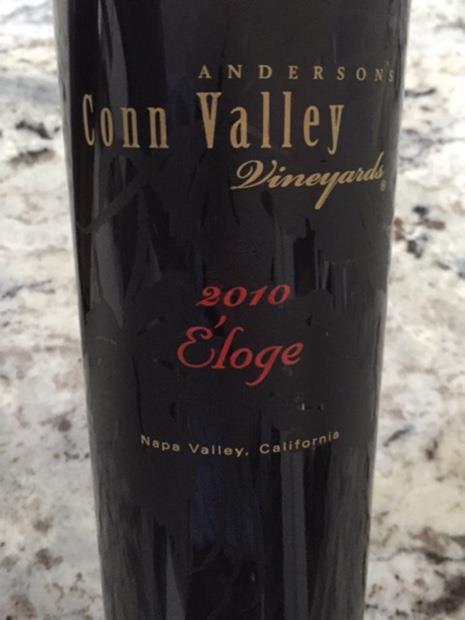 ANDERSON'S
Conn Valley
Vineyards®
2010
Éloge
Napa Valley, California